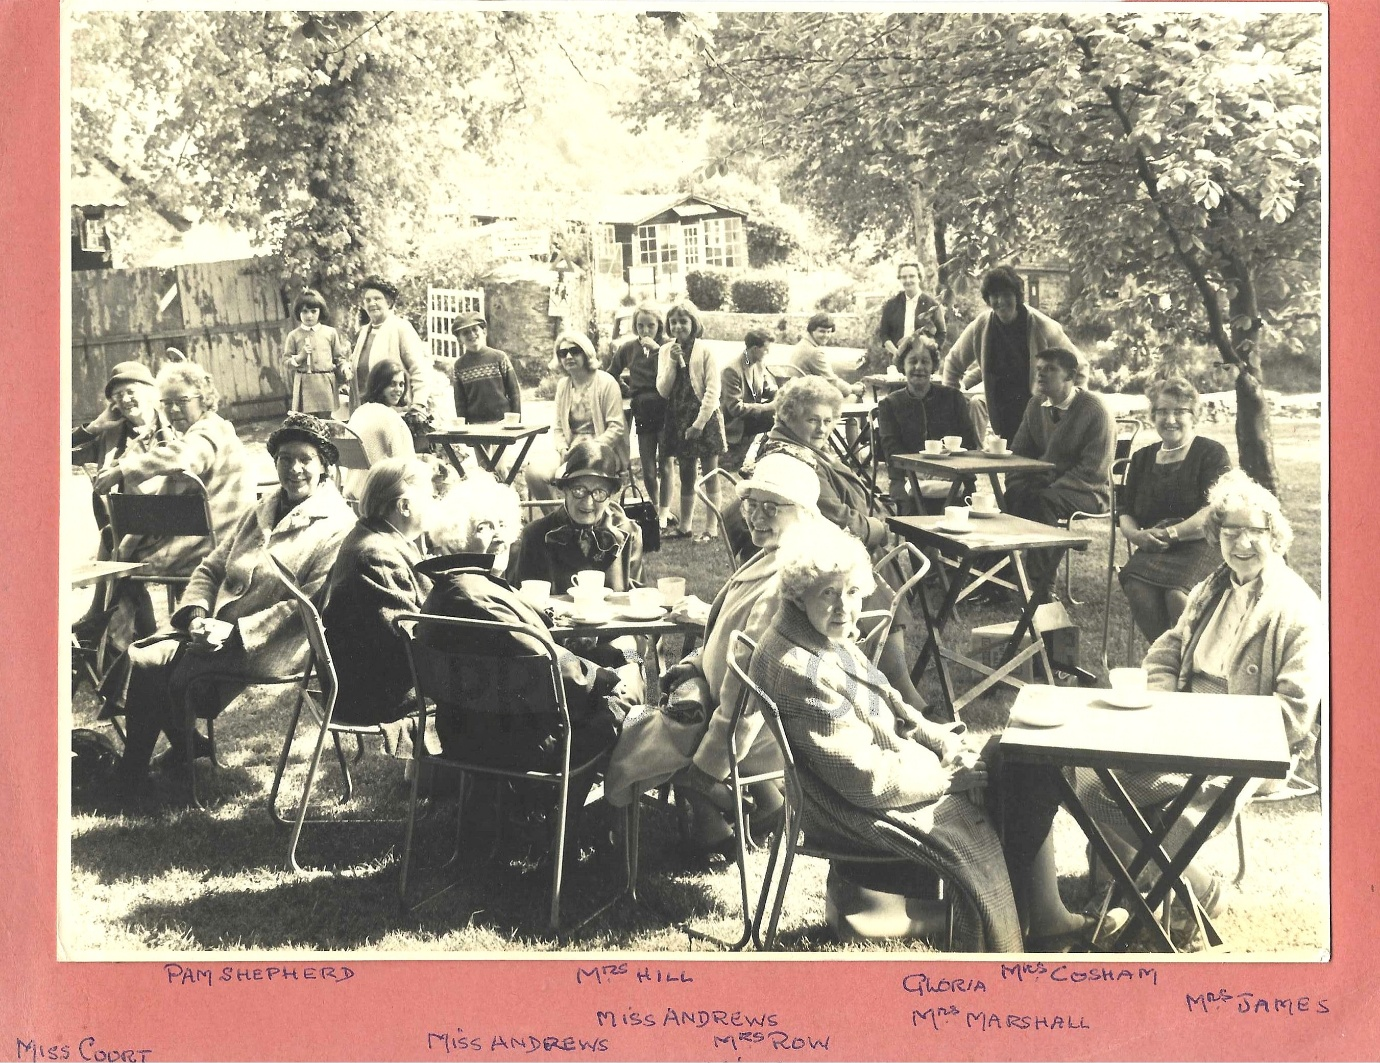 PAM SHEPHERD MRS HILL GLORIA MRS COSHAM
MRS JAMES
MISS ANDREWS MRS MARSHALL
MISS COURT MISS ANDREWS MRS ROW